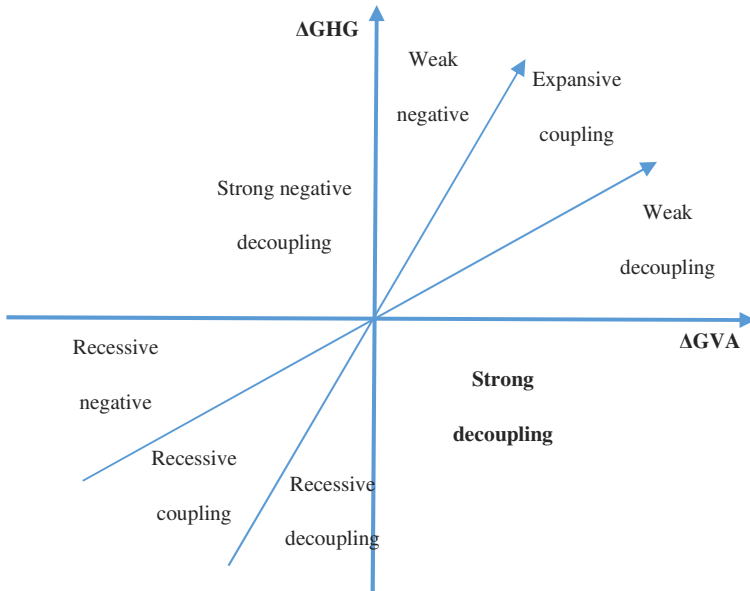 ΔGHG
Weak
negative
Expansive
coupling
Strong negative
decoupling
Weak
decoupling
ΔGVA
Recessive
negative
Strong
decoupling
Recessive
coupling
Recessive
decoupling